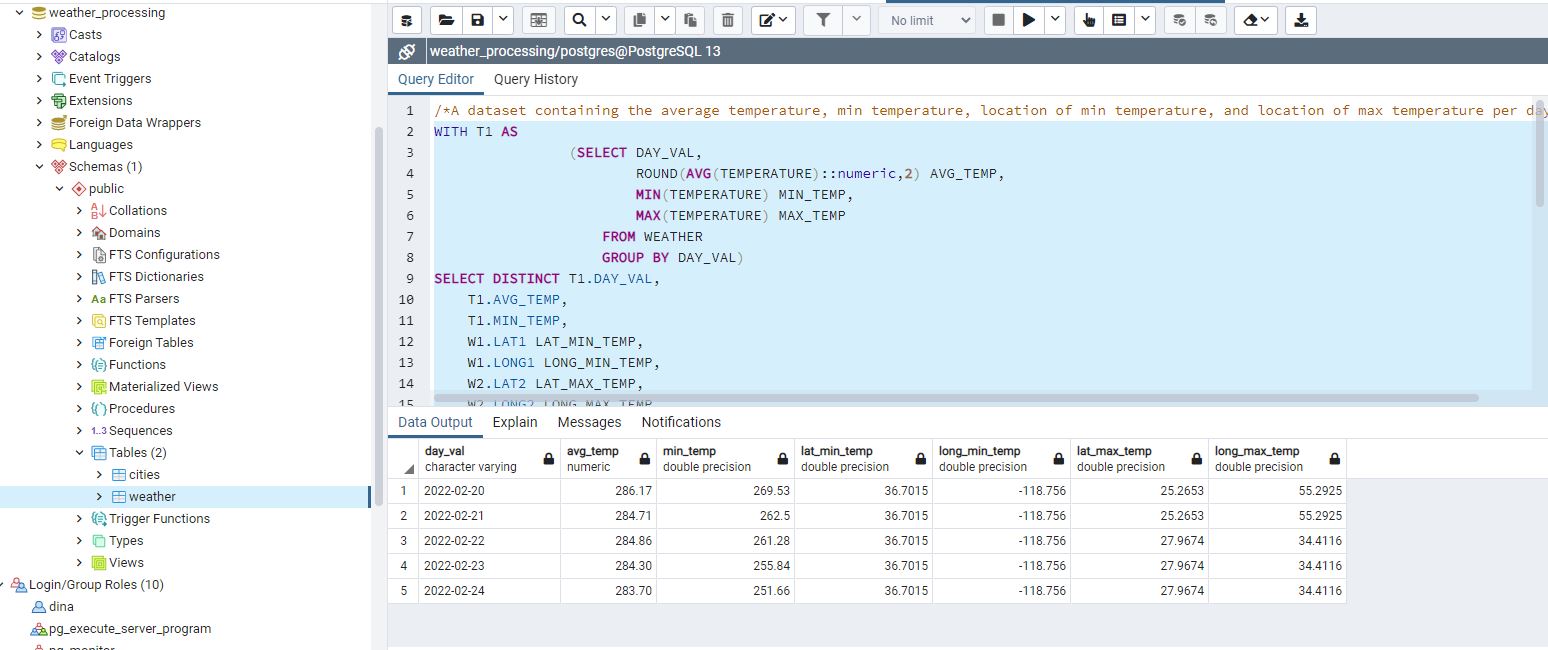 weather_processing
Casts
Catalogs
Event Triggers
Extensions
Foreign Data Wrappers
Languages
Schemas (1)
public
Collations
Domains
FTS Configurations
FTS Dictionaries
Aa FTS Parsers
FTS Templates
Foreign Tables
Functions
Materialized Views
Procedures
1..3 Sequences
Tables (2)
cities
weather
Trigger Functions
Types
Views
Login/Group Roles (10)
dina
pg_execute_server_program
pg_monitor
No limit
weather_processing/postgres@PostgreSQL 13
Query Editor Query History
1 /*A dataset containing the average temperature, min temperature, location of min temperature, and location of max temperature per day
2 WITH T1 AS
3 (SELECT DAY_VAL,
4 ROUND(AVG(TEMPERATURE)::numeric,2) AVG_TEMP,
5 MIN(TEMPERATURE) MIN_TEMP,
6 MAX(TEMPERATURE) MAX_TEMP
7 FROM WEATHER
8 GROUP BY DAY_VAL)
9 SELECT DISTINCT T1.DAY_VAL,
10 T1.AVG_TEMP,
11 T1.MIN_TEMP,
12 W1.LAT1 LAT_MIN_TEMP,
13 W1.LONG1 LONG_MIN_TEMP,
14 W2.LAT2 LAT_MAX_TEMP,
15 W2.LONG2 LONG_MAX_TEMP
Data Output Explain Messages Notifications
day_val avg_temp min_temp lat_min_temp long_min_temp lat_max_temp long_max_temp
character varying numeric double precision double precision double precision double precision double precision
1 2022-02-20 286.17 269.53 36.7015 -118.756 25.2653 55.2925
2 2022-02-21 284.71 262.5 36.7015 -118.756 25.2653 55.2925
3 2022-02-22 284.86 261.28 36.7015 -118.756 27.9674 34.4116
4 2022-02-23 284.30 255.84 36.7015 -118.756 27.9674 34.4116
5 2022-02-24 283.70 251.66 36.7015 -118.756 27.9674 34.4116